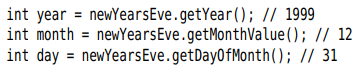 int year = newYearsEve.getYear(); // 1999
int month = newYearsEve.getMonthValue(); // 12
int day = newYearsEve.getDayOfMonth(); // 31